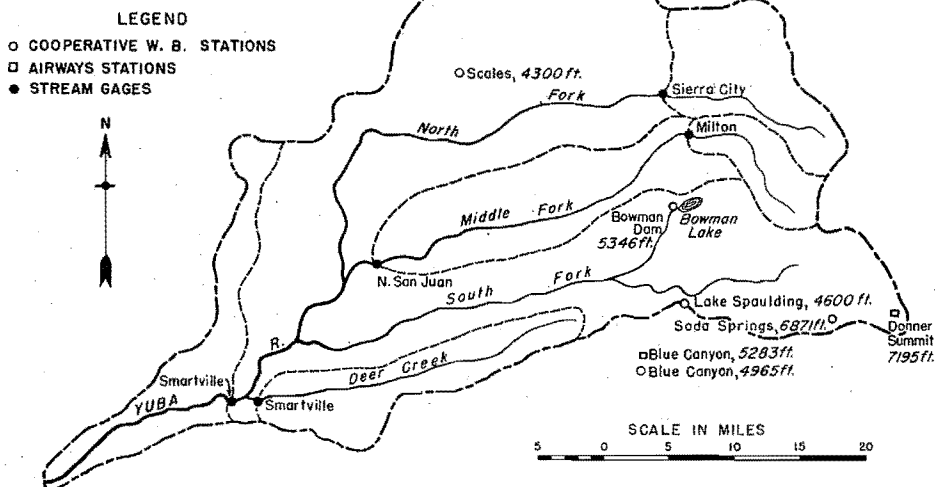 LEGEND
COOPERATIVE W. B. STATIONS
AIRWAYS STATIONS
STREAM GAGES
N
Scales, 4300 ft.
Sierra City
North Fork
Milton
Middle Fork
Bowman
Dam
5346 ft.
Bowman
Lake
N. San Juan
South Fork
Lake Spaulding, 4600 ft.
Soda Springs, 6871 ft.
Donner
Summit
7195 ft.
Blue Canyon, 5283 ft.
Blue Canyon, 4965 ft.
Deer Creek
Smartville
Smartville
YUBA R.
SCALE IN MILES
5 0 5 10 15 20